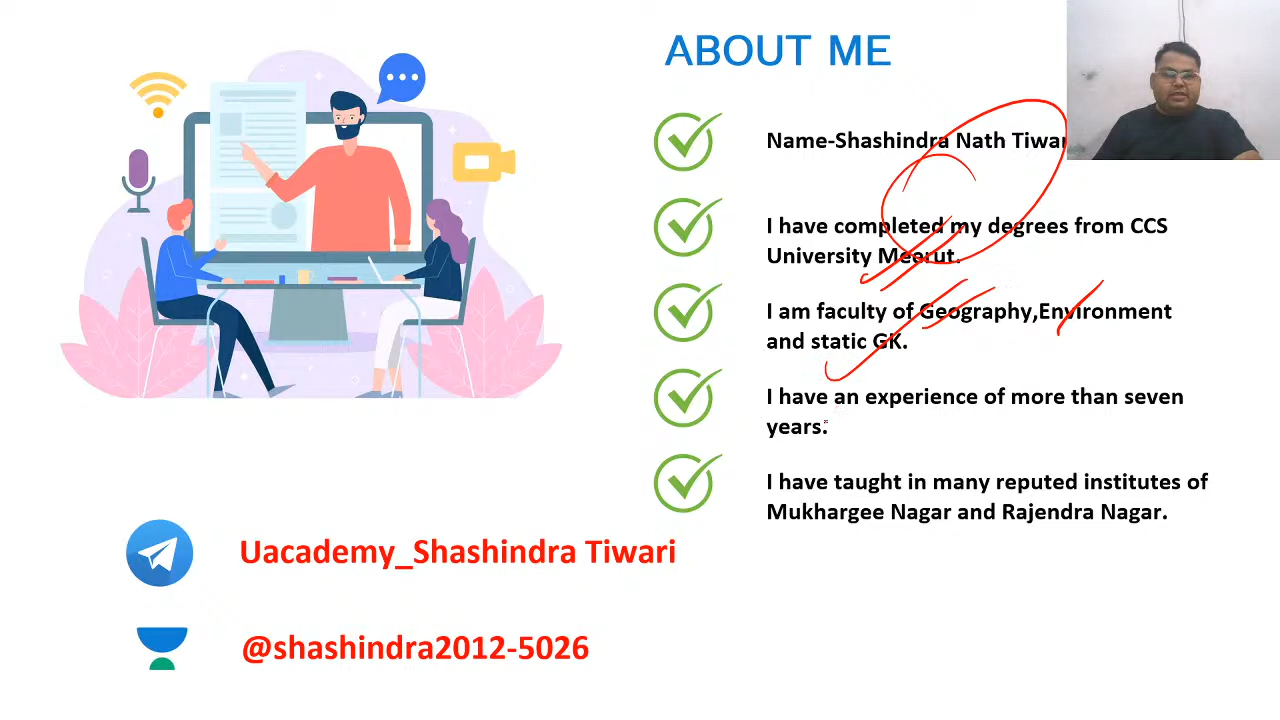 ABOUT ME
Name-Shashindra Nath Tiwar
I have completed my degrees from CCS
University Meerut.
I am faculty of Geography,Environment
and static GK.
I have an experience of more than seven
years.
I have taught in many reputed institutes of
Mukhargee Nagar and Rajendra Nagar.
Uacademy_Shashindra Tiwari
@shashindra2012-5026